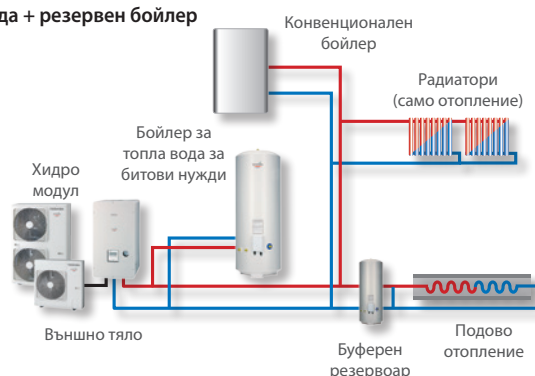 да + резервен бойлер
Конвенционален
бойлер
Радиатори
(само отопление)
Бойлер за
топла вода за
битови нужди
Хидро
модул
Външно тяло
Буферен
резервоар
Подово
отопление